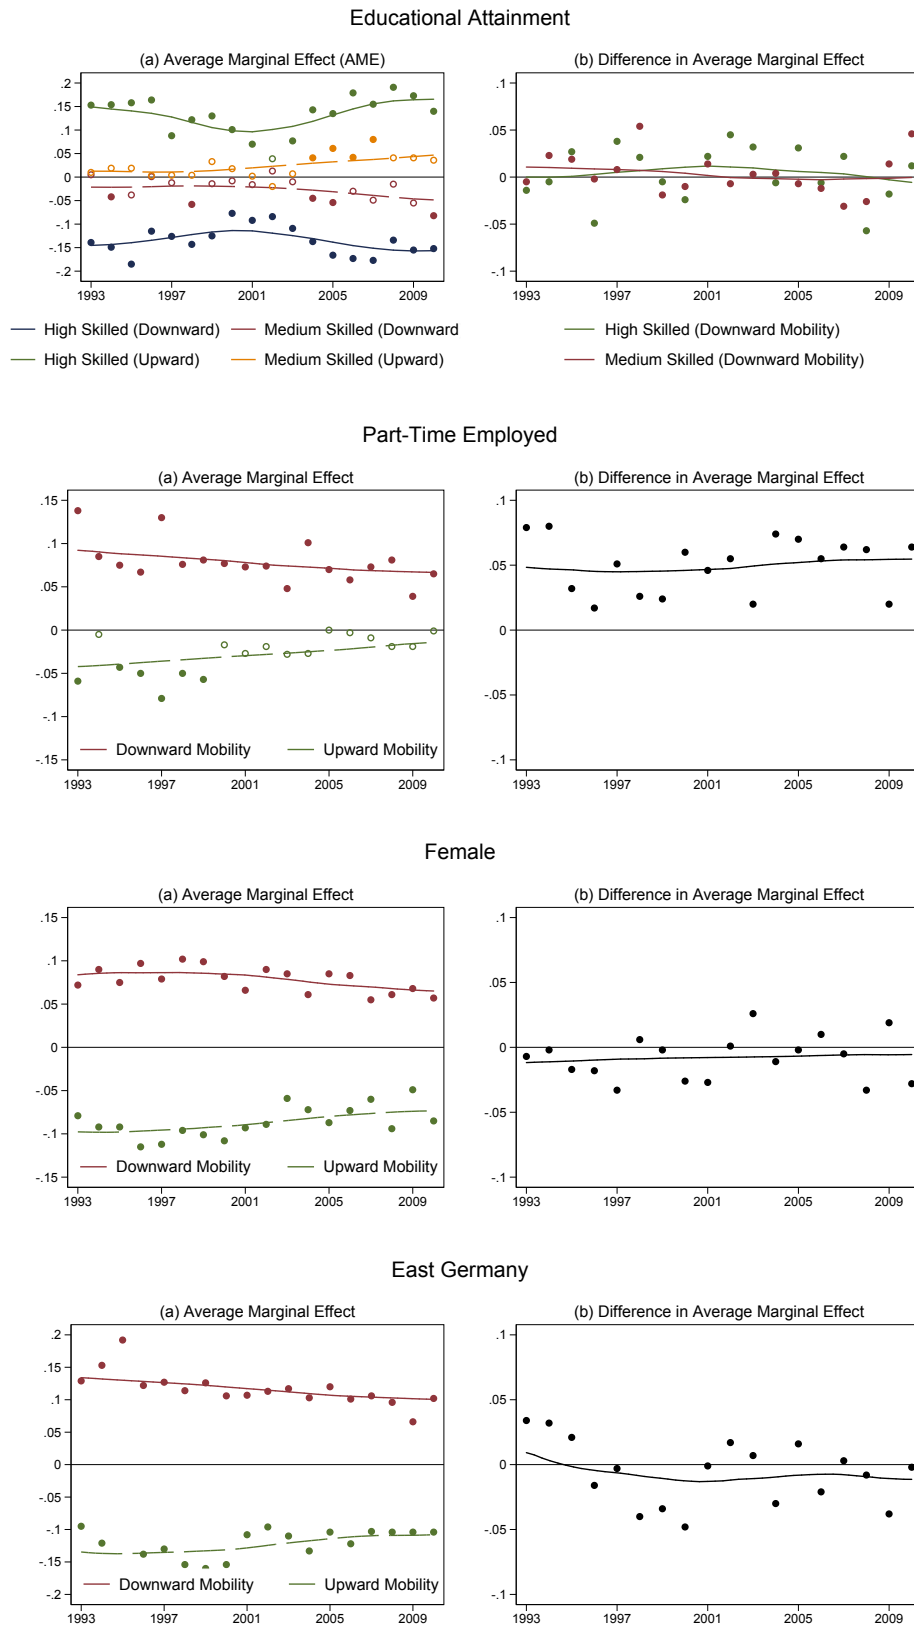 Educational Attainment
(a) Average Marginal Effect (AME)
(b) Difference in Average Marginal Effect
.2
.15
.1
.05
0
-.05
-.1
-.15
-.2
1993 1997 2001 2005 2009
.1
.05
0
-.05
-.1
1993 1997 2001 2005 2009
High Skilled (Downward)
Medium Skilled (Downward
High Skilled (Upward)
Medium Skilled (Upward)
High Skilled (Downward Mobility)
Medium Skilled (Downward Mobility)
Part-Time Employed
(a) Average Marginal Effect
(b) Difference in Average Marginal Effect
.15
.1
.05
0
-.05
-.1
-.15
Downward Mobility
Upward Mobility
1993 1997 2001 2005 2009
.1
.05
0
-.05
-.1
1993 1997 2001 2005 2009
Female
(a) Average Marginal Effect
(b) Difference in Average Marginal Effect
.15
.1
.05
0
-.05
-.1
-.15
Downward Mobility
Upward Mobility
1993 1997 2001 2005 2009
.1
.05
0
-.05
-.1
1993 1997 2001 2005 2009
East Germany
(a) Average Marginal Effect
(b) Difference in Average Marginal Effect
.2
.15
.1
.05
0
-.05
-.1
-.15
-.2
Downward Mobility
Upward Mobility
1993 1997 2001 2005 2009
.1
.05
0
-.05
-.1
1993 1997 2001 2005 2009